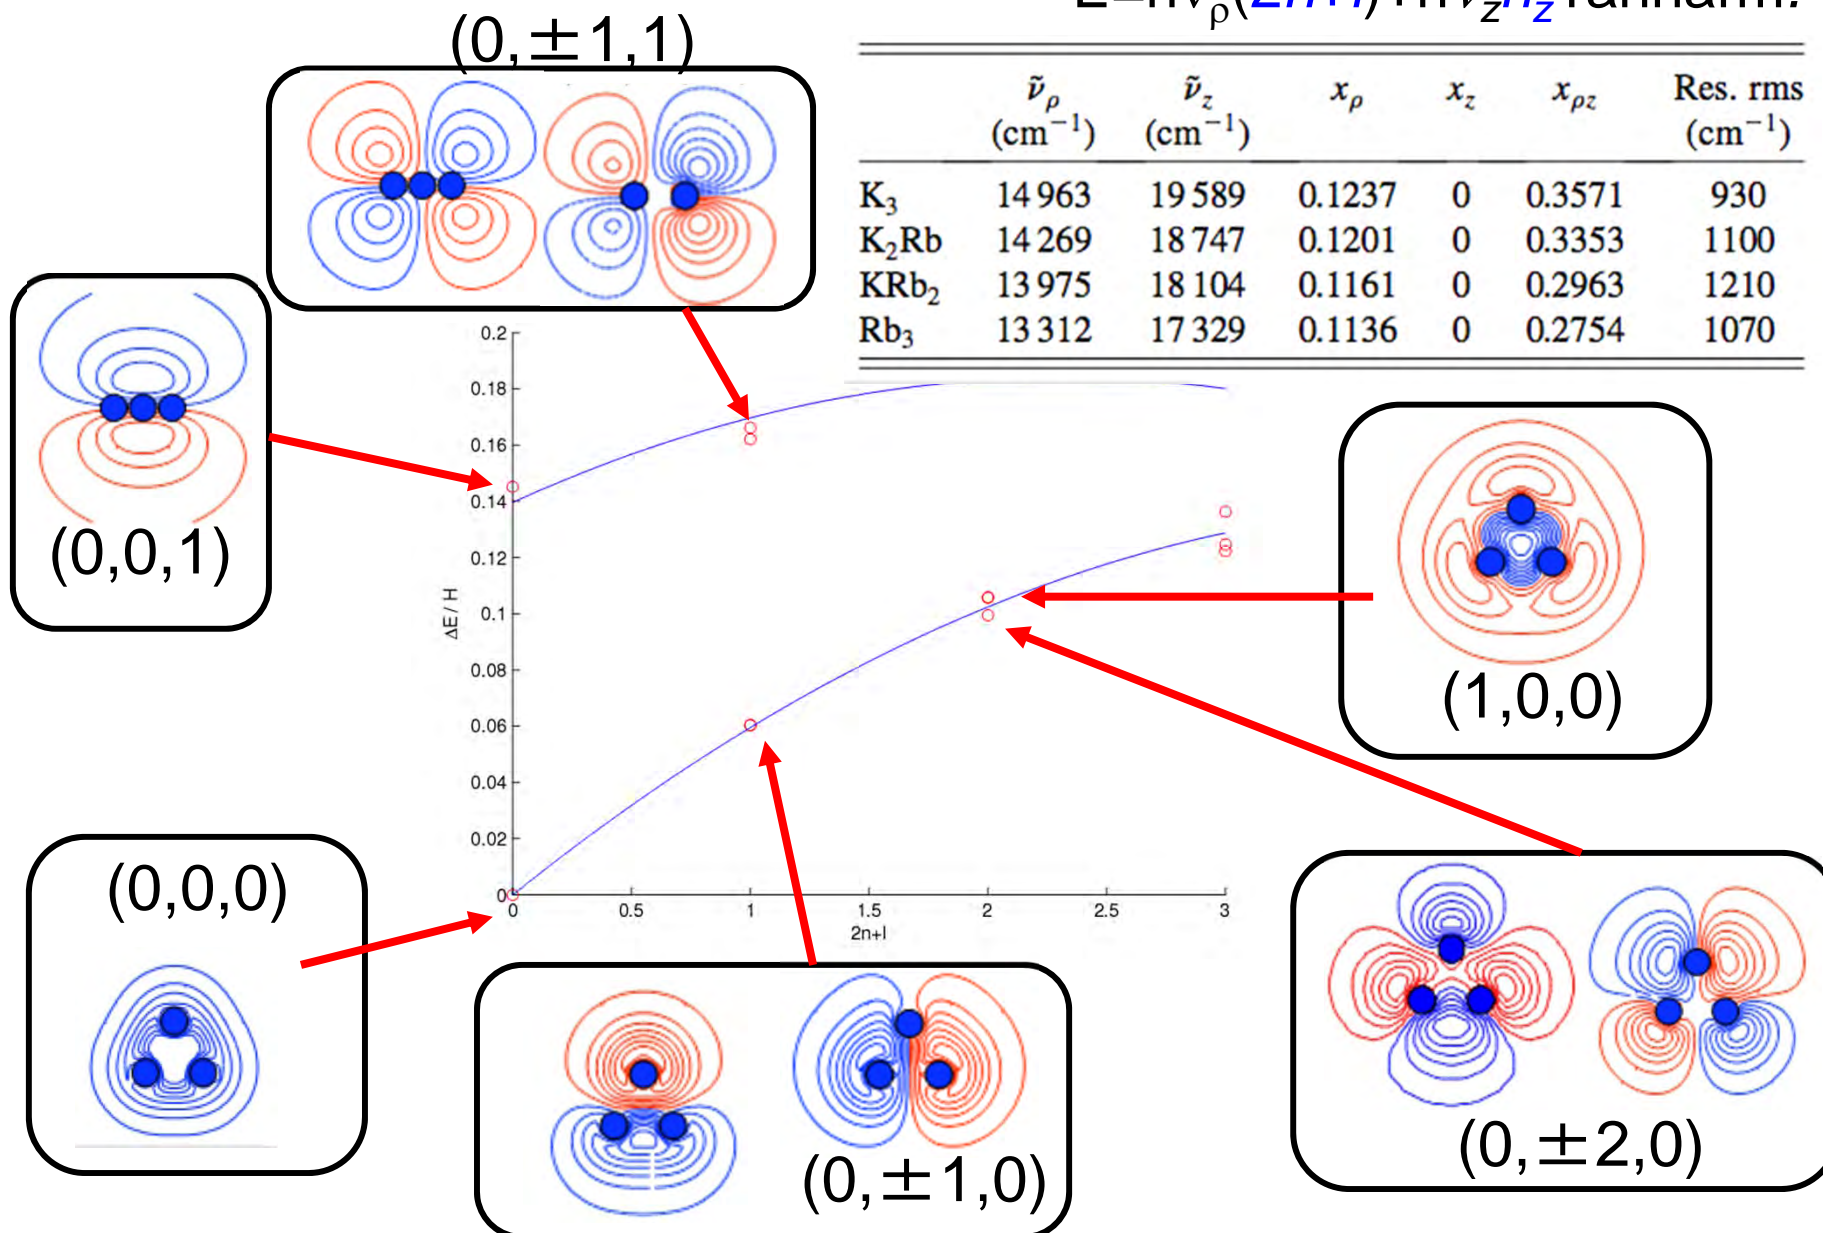 E=hν̃ρ(2n+l)+hν̃znz+anharm.
(0,±1,1)
ν̃ρ ν̃z xρ xz xρz Res. rms
(cm−1) (cm−1) (cm−1)
K3 14 963 19 589 0.1237 0 0.3571 930
K2Rb 14 269 18 747 0.1201 0 0.3353 1100
KRb2 13 975 18 104 0.1161 0 0.2963 1210
Rb3 13 312 17 329 0.1136 0 0.2754 1070
(0,0,1)
0.2
0.18
0.16
0.14
0.12
0.1
0.08
0.06
0.04
0.02
0
ΔE / H
0 0.5 1 1.5 2 2.5 3
2n+l
(1,0,0)
(0,0,0)
(0,±1,0)
(0,±2,0)